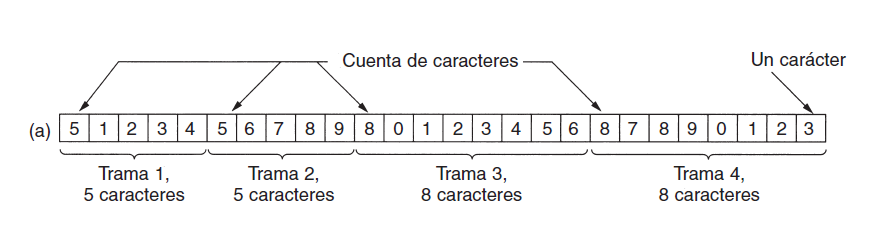 Cuenta de caracteres
Un carácter
(a) 5 1 2 3 4 5 6 7 8 9 8 0 1 2 3 4 5 6 8 7 8 9 0 1 2 3
Trama 1,
5 caracteres
Trama 2,
5 caracteres
Trama 3,
8 caracteres
Trama 4,
8 caracteres